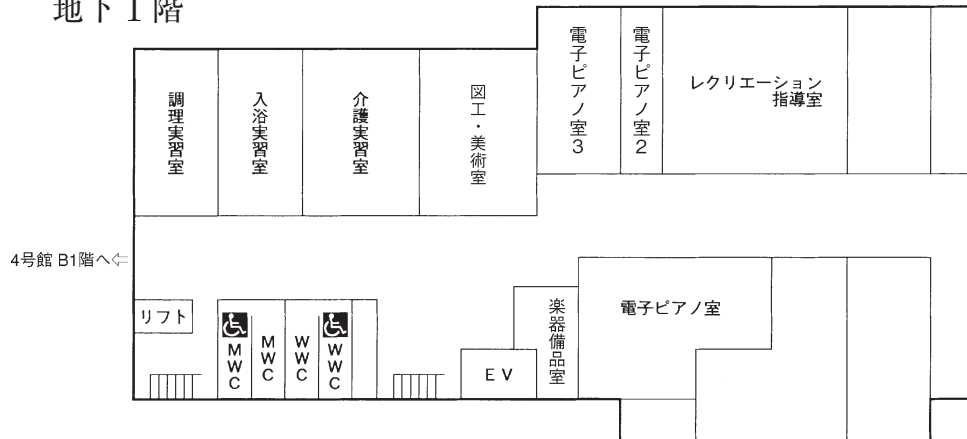 地下1階
電子ピアノ室3
電子ピアノ室2
レクリエーション
指導室
調理実習室
入浴実習室
介護実習室
図工・美術室
4号館 B1階へ⇦
リフト
MWC
MWC
WWC
WWC
EV
楽器備品室
電子ピアノ室